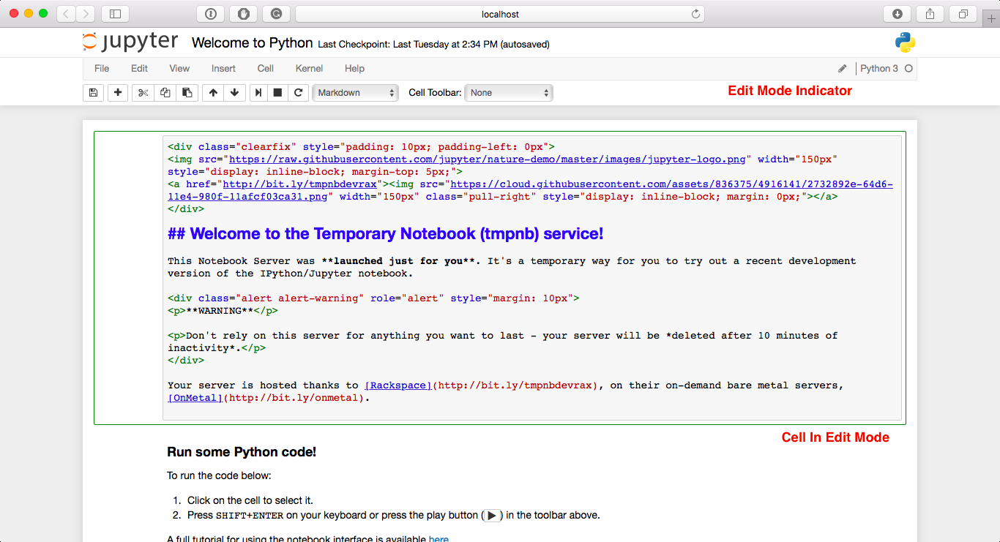 localhost
jupyter Welcome to Python Last Checkpoint: Last Tuesday at 2:34 PM (autosaved)
File Edit View Insert Cell Kernel Help Python 3
Markdown Cell Toolbar: None
Edit Mode Indicator
<div class="clearfix" style="padding: 10px; padding-left: 0px">
<img src="https://raw.githubusercontent.com/jupyter/nature-demo/master/images/jupyter-logo.png" width="150px"
style="display: inline-block; margin-top: 5px;">
<a href="http://bit.ly/tmpnbdevrax"><img src="https://cloud.githubusercontent.com/assets/836375/4916141/2732892e-64d6-
11e4-980f-11afcf03ca31.png" width="150px" class="pull-right" style="display: inline-block; margin: 0px;"></a>
</div>
## Welcome to the Temporary Notebook (tmpnb) service!
This Notebook Server was **launched just for you**. It's a temporary way for you to try out a recent development
version of the IPython/Jupyter notebook.
<div class="alert alert-warning" role="alert" style="margin: 10px">
<p>**WARNING**</p>
<p>Don't rely on this server for anything you want to last - your server will be *deleted after 10 minutes of
inactivity*.</p>
</div>
Your server is hosted thanks to [Rackspace](http://bit.ly/tmpnbdevrax), on their on-demand bare metal servers,
[OnMetal](http://bit.ly/onmetal).
Cell In Edit Mode
Run some Python code!
To run the code below:
1. Click on the cell to select it.
2. Press SHIFT+ENTER on your keyboard or press the play button (▶) in the toolbar above.
A full tutorial for using the notebook interface is available here